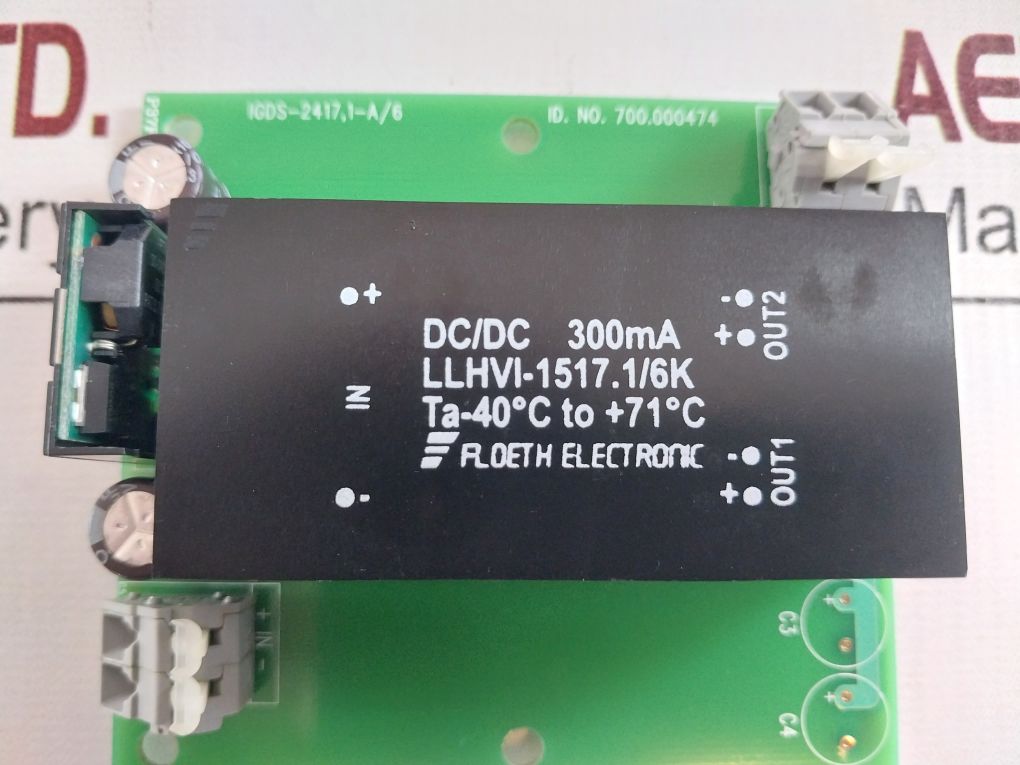 TD.
AE
Ma
IGDS-2417,1-A/6
ID. NO. 700.000474
+
-
IN
DC/DC 300mA
LLHVI-1517.1/6K
Ta-40°C to +71°C
FLOETH ELECTRONIC
-
+
OUT2
-
+
OUT1
+ IN -
+
C3
+
C4